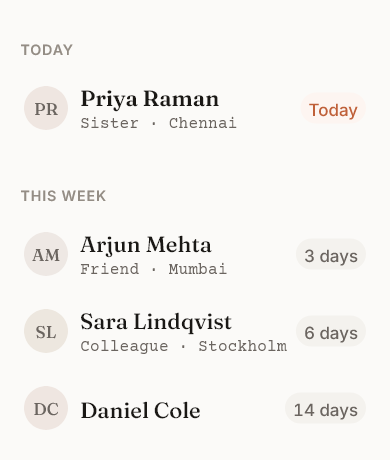 TODAY
PR
Priya Raman
Sister · Chennai
Today
THIS WEEK
AM
Arjun Mehta
Friend · Mumbai
3 days
SL
Sara Lindqvist
Colleague · Stockholm
6 days
DC
Daniel Cole
14 days